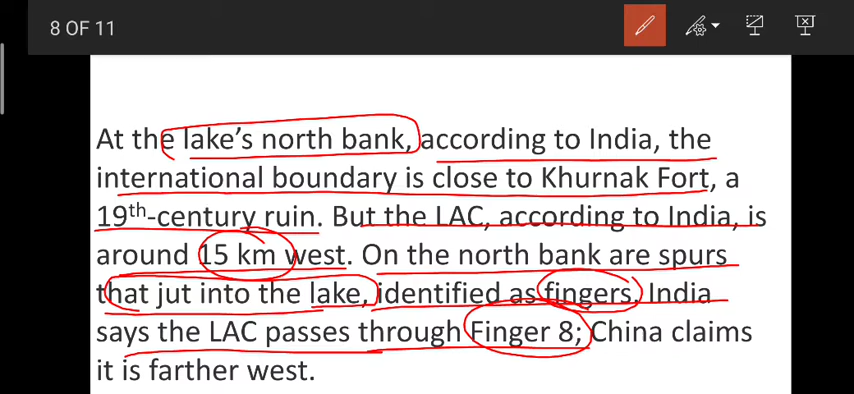 8 OF 11
At the lake's north bank, according to India, the
international boundary is close to Khurnak Fort, a
19th-century ruin. But the LAC, according to India, is
around 15 km west. On the north bank are spurs
that jut into the lake, identified as fingers. India
says the LAC passes through Finger 8; China claims
it is farther west.